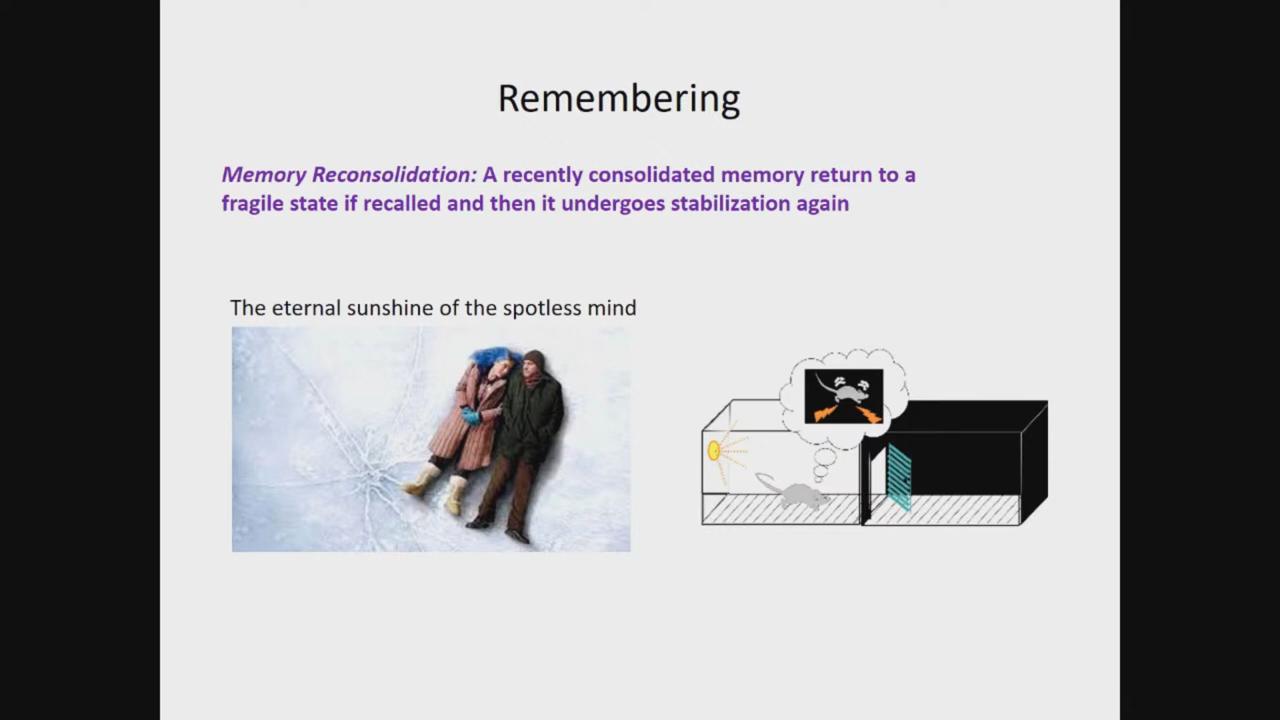 Remembering
Memory Reconsolidation: A recently consolidated memory return to a
fragile state if recalled and then it undergoes stabilization again
The eternal sunshine of the spotless mind